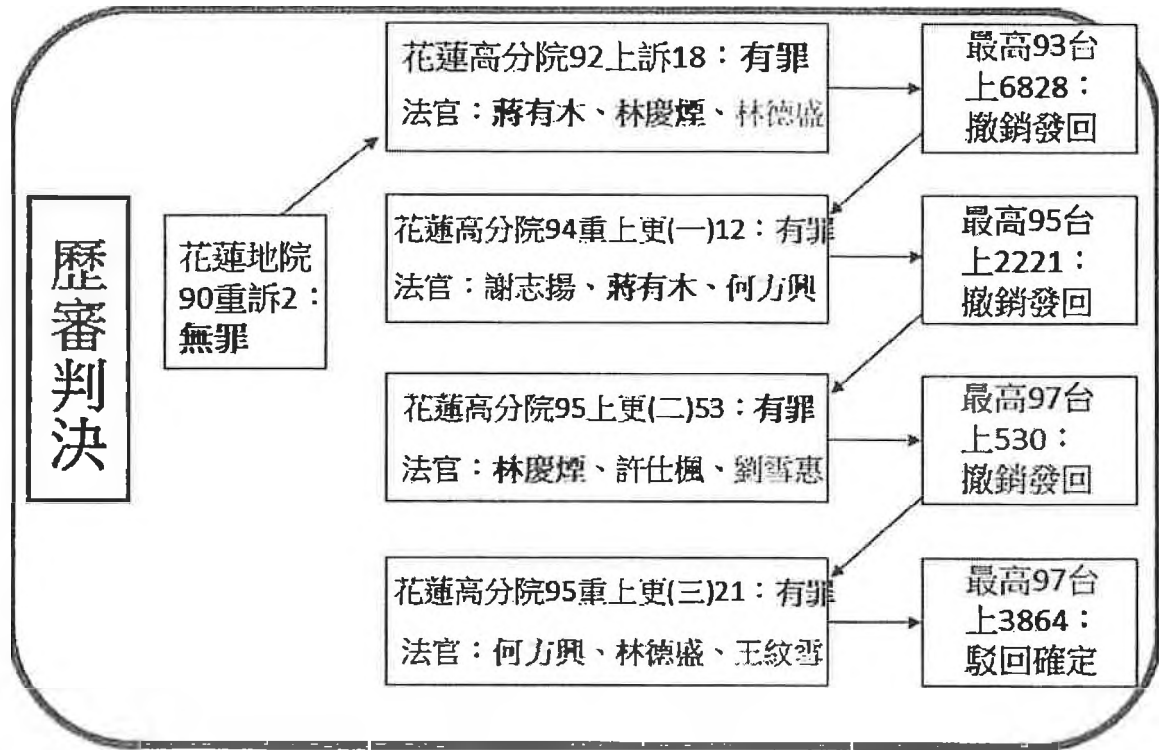 歷審判決
花蓮地院
90重訴2：
無罪
花蓮高分院92上訴18：有罪
法官：蔣有木、林慶煙、林德盛
最高93台
上6828：
撤銷發回
花蓮高分院94重上更(一)12：有罪
法官：謝志揚、蔣有木、何方興
最高95台
上2221：
撤銷發回
花蓮高分院95上更(二)53：有罪
法官：林慶煙、許仕楓、劉雪惠
最高97台
上530：
撤銷發回
花蓮高分院95重上更(三)21：有罪
法官：何方興、林德盛、王紋瑩
最高97台
上3864：
駁回確定